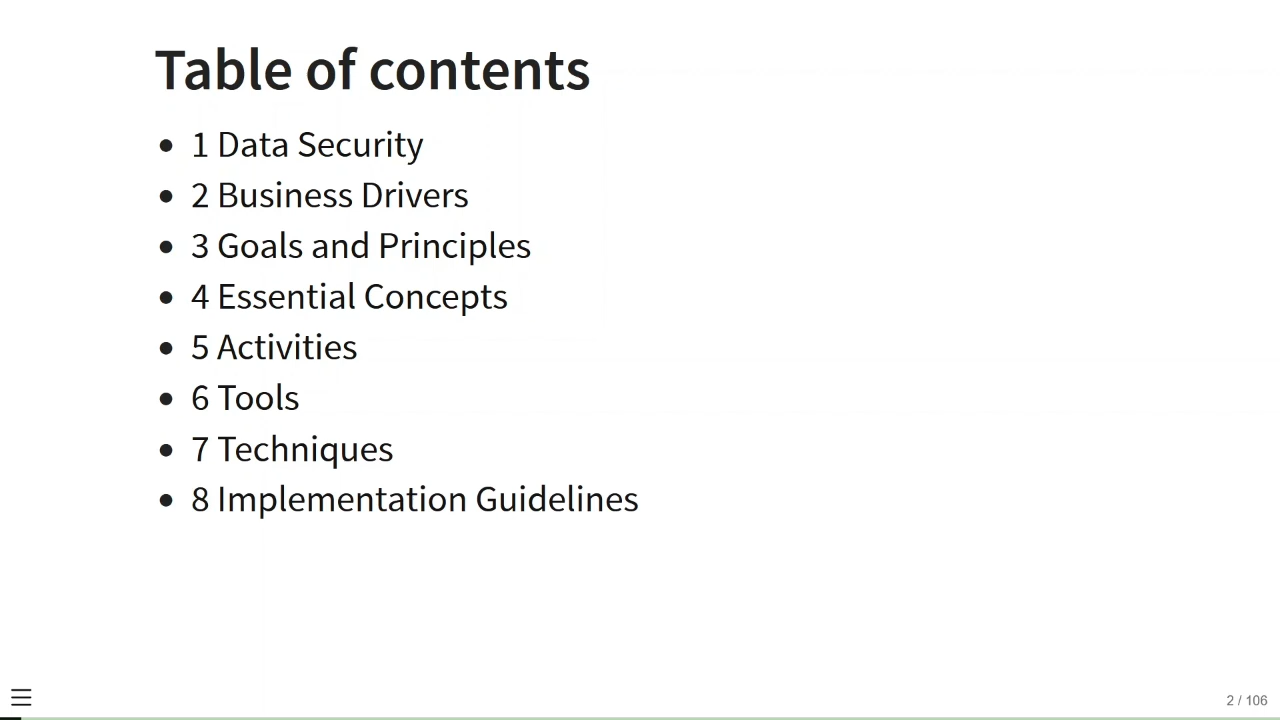 Table of contents
• 1 Data Security
• 2 Business Drivers
• 3 Goals and Principles
• 4 Essential Concepts
• 5 Activities
• 6 Tools
• 7 Techniques
• 8 Implementation Guidelines
2 / 106